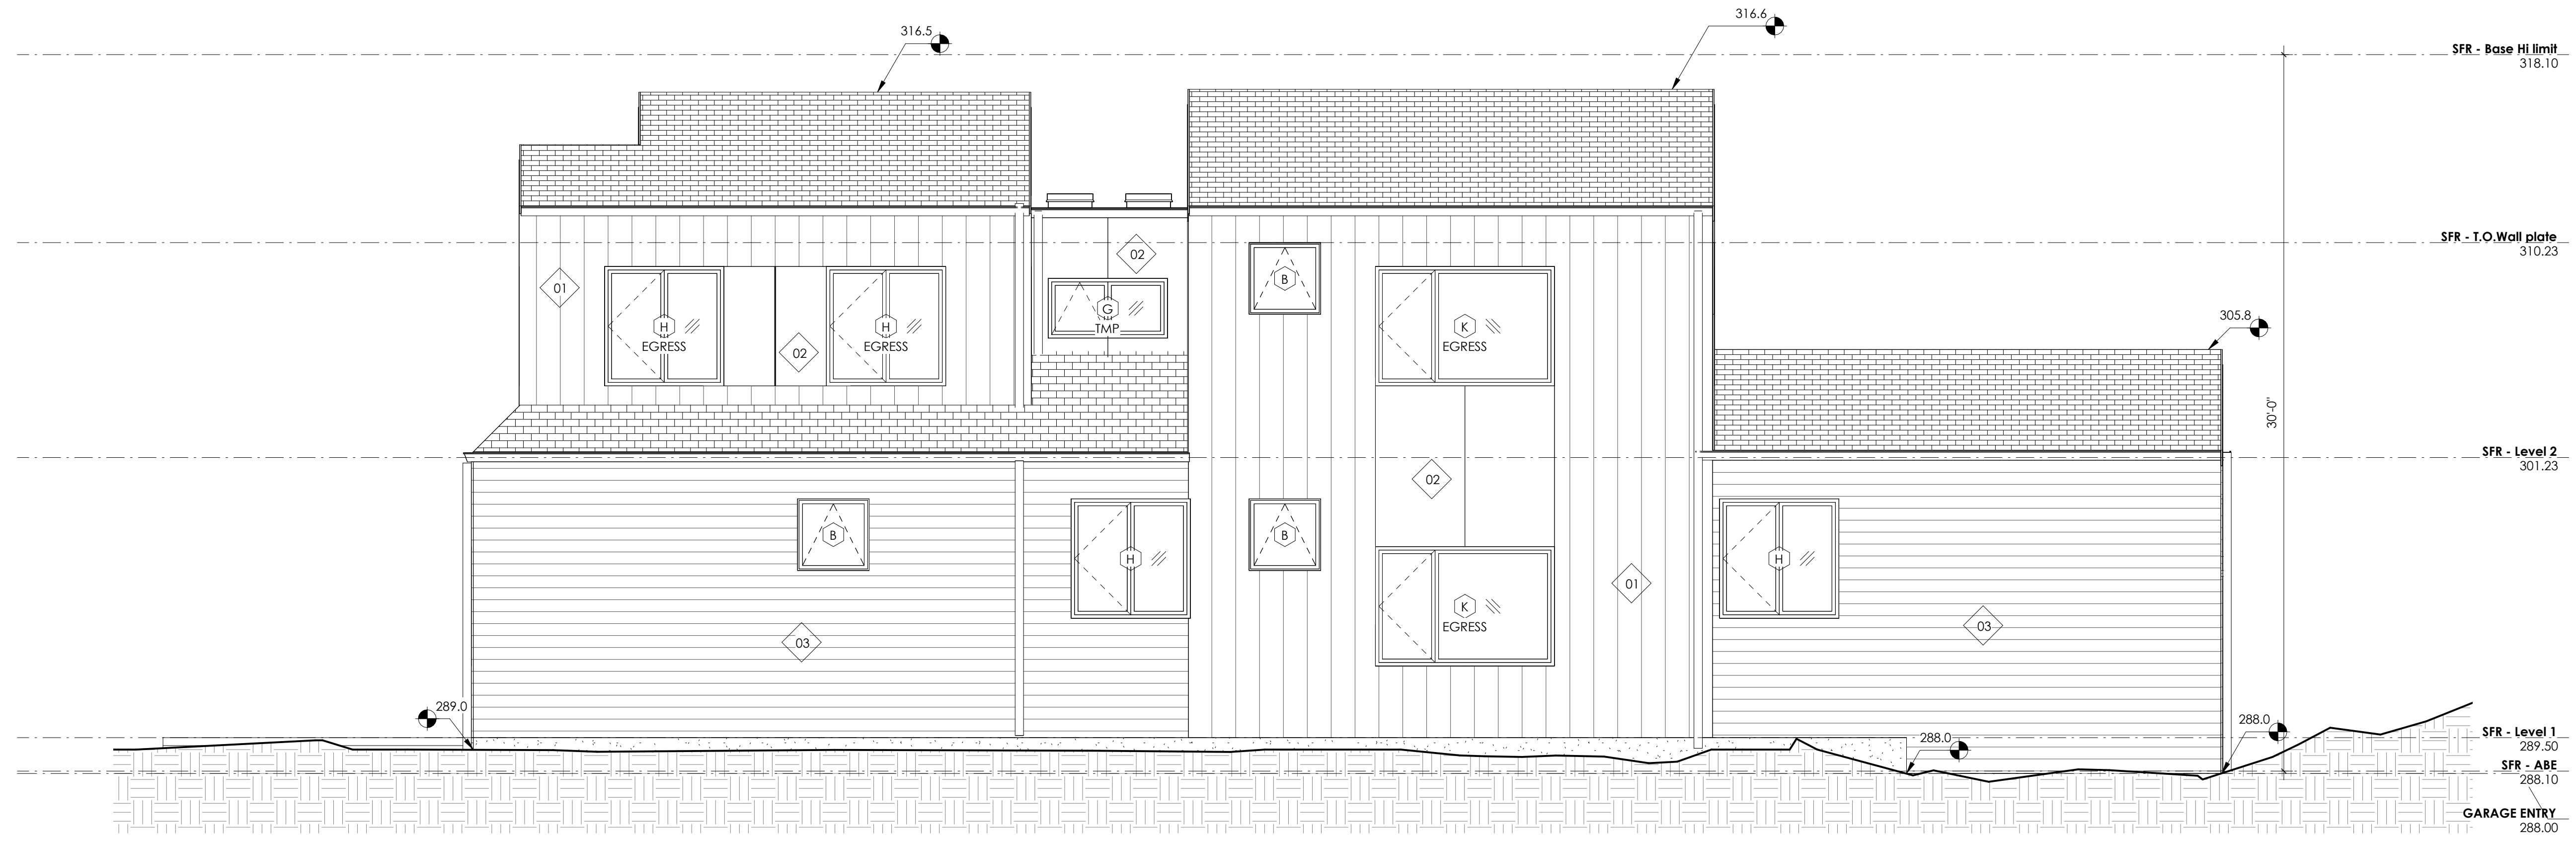 316.6
316.5
SFR - Base Hi limit
318.10
SFR - T.O.Wall plate
310.23
02
01
B
G
TMP
H
EGRESS
H
EGRESS
K
EGRESS
305.8
02
30'-0"
SFR - Level 2
301.23
02
B
B
H
H
01
K
EGRESS
03
03
289.0
288.0
288.0
SFR - Level 1
289.50
SFR - ABE
288.10
GARAGE ENTRY
288.00